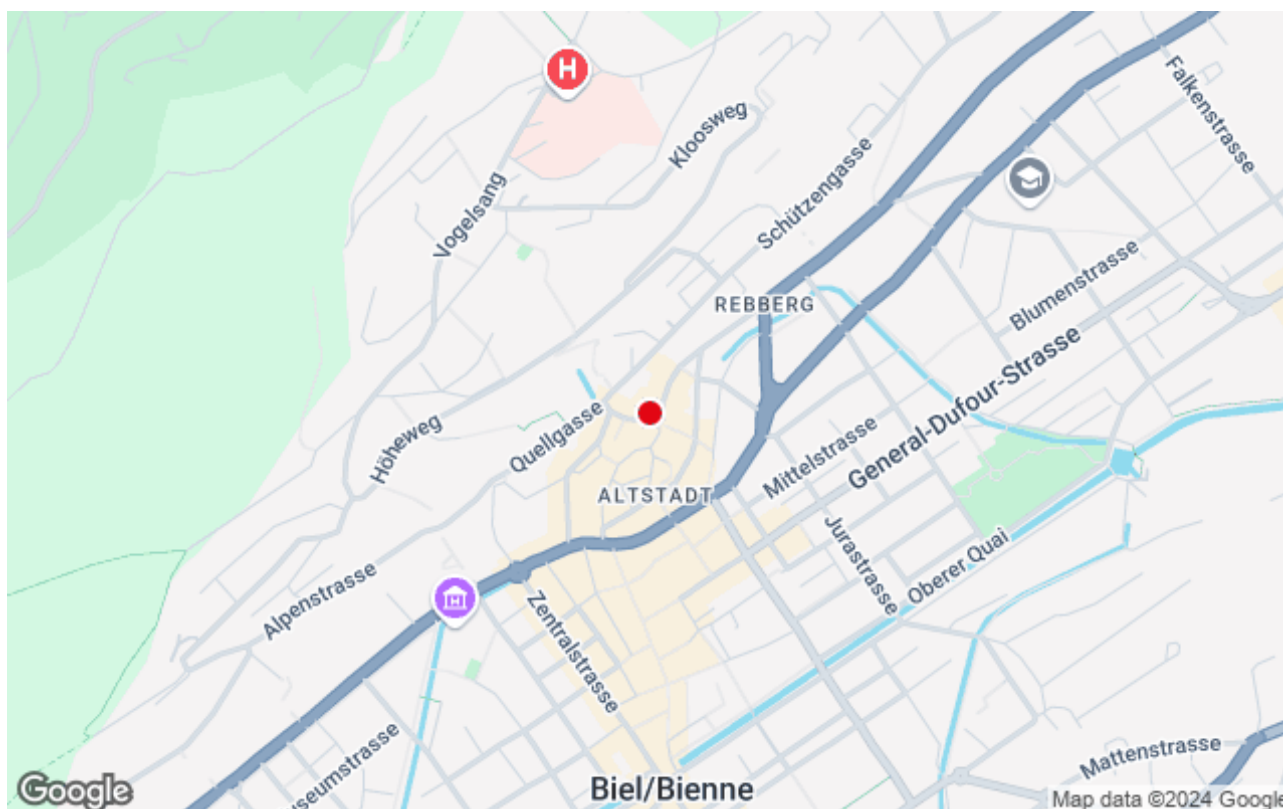 H
Falkenstrasse
Kloosweg
Schützengasse
Vogelsang
Blumenstrasse
REBBERG
General-Dufour-Strasse
Höheweg
Quellgasse
Mittelstrasse
ALTSTADT
Jurastrasse
Oberer Quai
Alpenstrasse
H
Zentralstrasse
useumstrasse
Mattenstrasse
Biel/Bienne
Google
Map data ©2024 Google